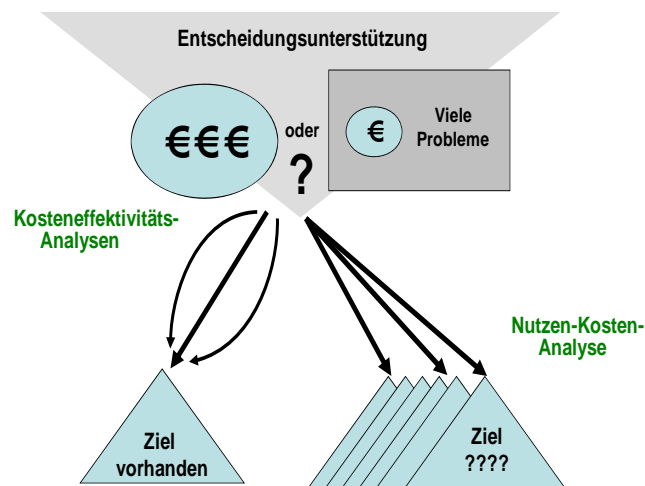 Entscheidungsunterstützung
€€€
oder
?
€
Viele
Probleme
Kosteneffektivitäts-
Analysen
Nutzen-Kosten-
Analyse
Ziel
vorhanden
Ziel
????